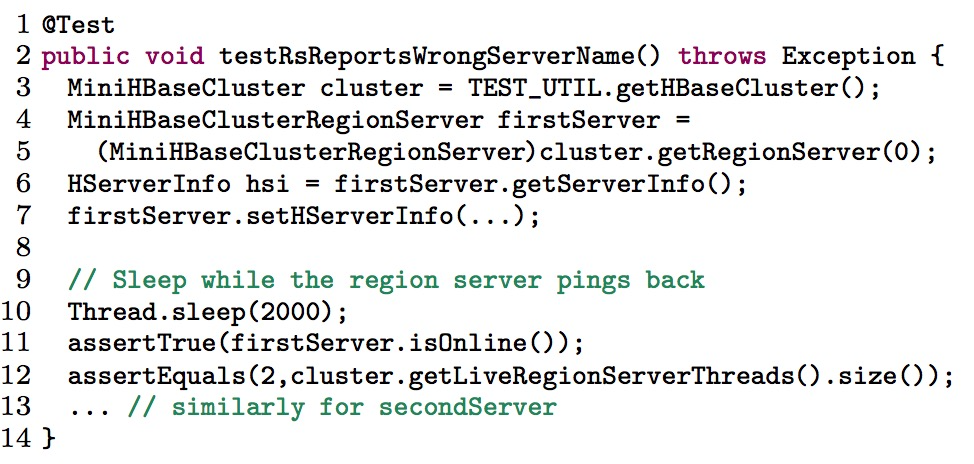 1 @Test
2 public void testRsReportsWrongServerName() throws Exception {
3   MiniHBaseCluster cluster = TEST_UTIL.getHBaseCluster();
4   MiniHBaseClusterRegionServer firstServer =
5     (MiniHBaseClusterRegionServer)cluster.getRegionServer(0);
6   HServerInfo hsi = firstServer.getServerInfo();
7   firstServer.setHServerInfo(...);
8
9   // Sleep while the region server pings back
10   Thread.sleep(2000);
11   assertTrue(firstServer.isOnline());
12   assertEquals(2,cluster.getLiveRegionServerThreads().size());
13   ... // similarly for secondServer
14 }